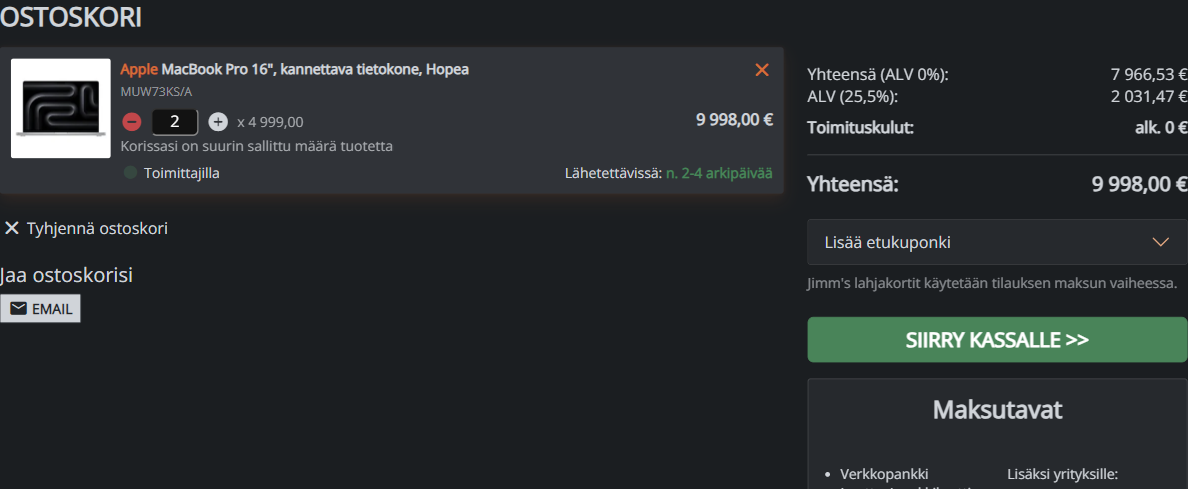 OSTOSKORI
Apple MacBook Pro 16", kannettava tietokone, Hopea
MUW73KS/A
2 x 4 999,00
9 998,00 €
Korissasi on suurin sallittu määrä tuotetta
Toimittajilla
Lähetettävissä: n. 2-4 arkipäivää
Tyhjennä ostoskori
Jaa ostoskorisi
EMAIL
Yhteensä (ALV 0%): 7 966,53 €
ALV (25,5%): 2 031,47 €
Toimituskulut: alk. 0 €
Yhteensä: 9 998,00 €
Lisää etukuponki
Jimm's lahjakortit käytetään tilauksen maksun vaiheessa.
SIIRRY KASSALLE >>
Maksutavat
• Verkkopankki
Lisäksi yrityksille: